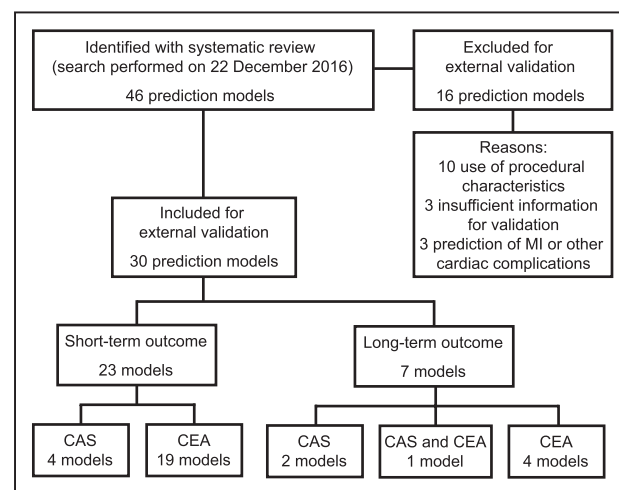 Identified with systematic review
(search performed on 22 December 2016)
46 prediction models
Excluded for
external validation
16 prediction models
Reasons:
10 use of procedural
characteristics
3 insufficient information
for validation
3 prediction of MI or other
cardiac complications
Included for
external validation
30 prediction models
Short-term outcome
23 models
Long-term outcome
7 models
CAS
4 models
CEA
19 models
CAS
2 models
CAS and CEA
1 model
CEA
4 models